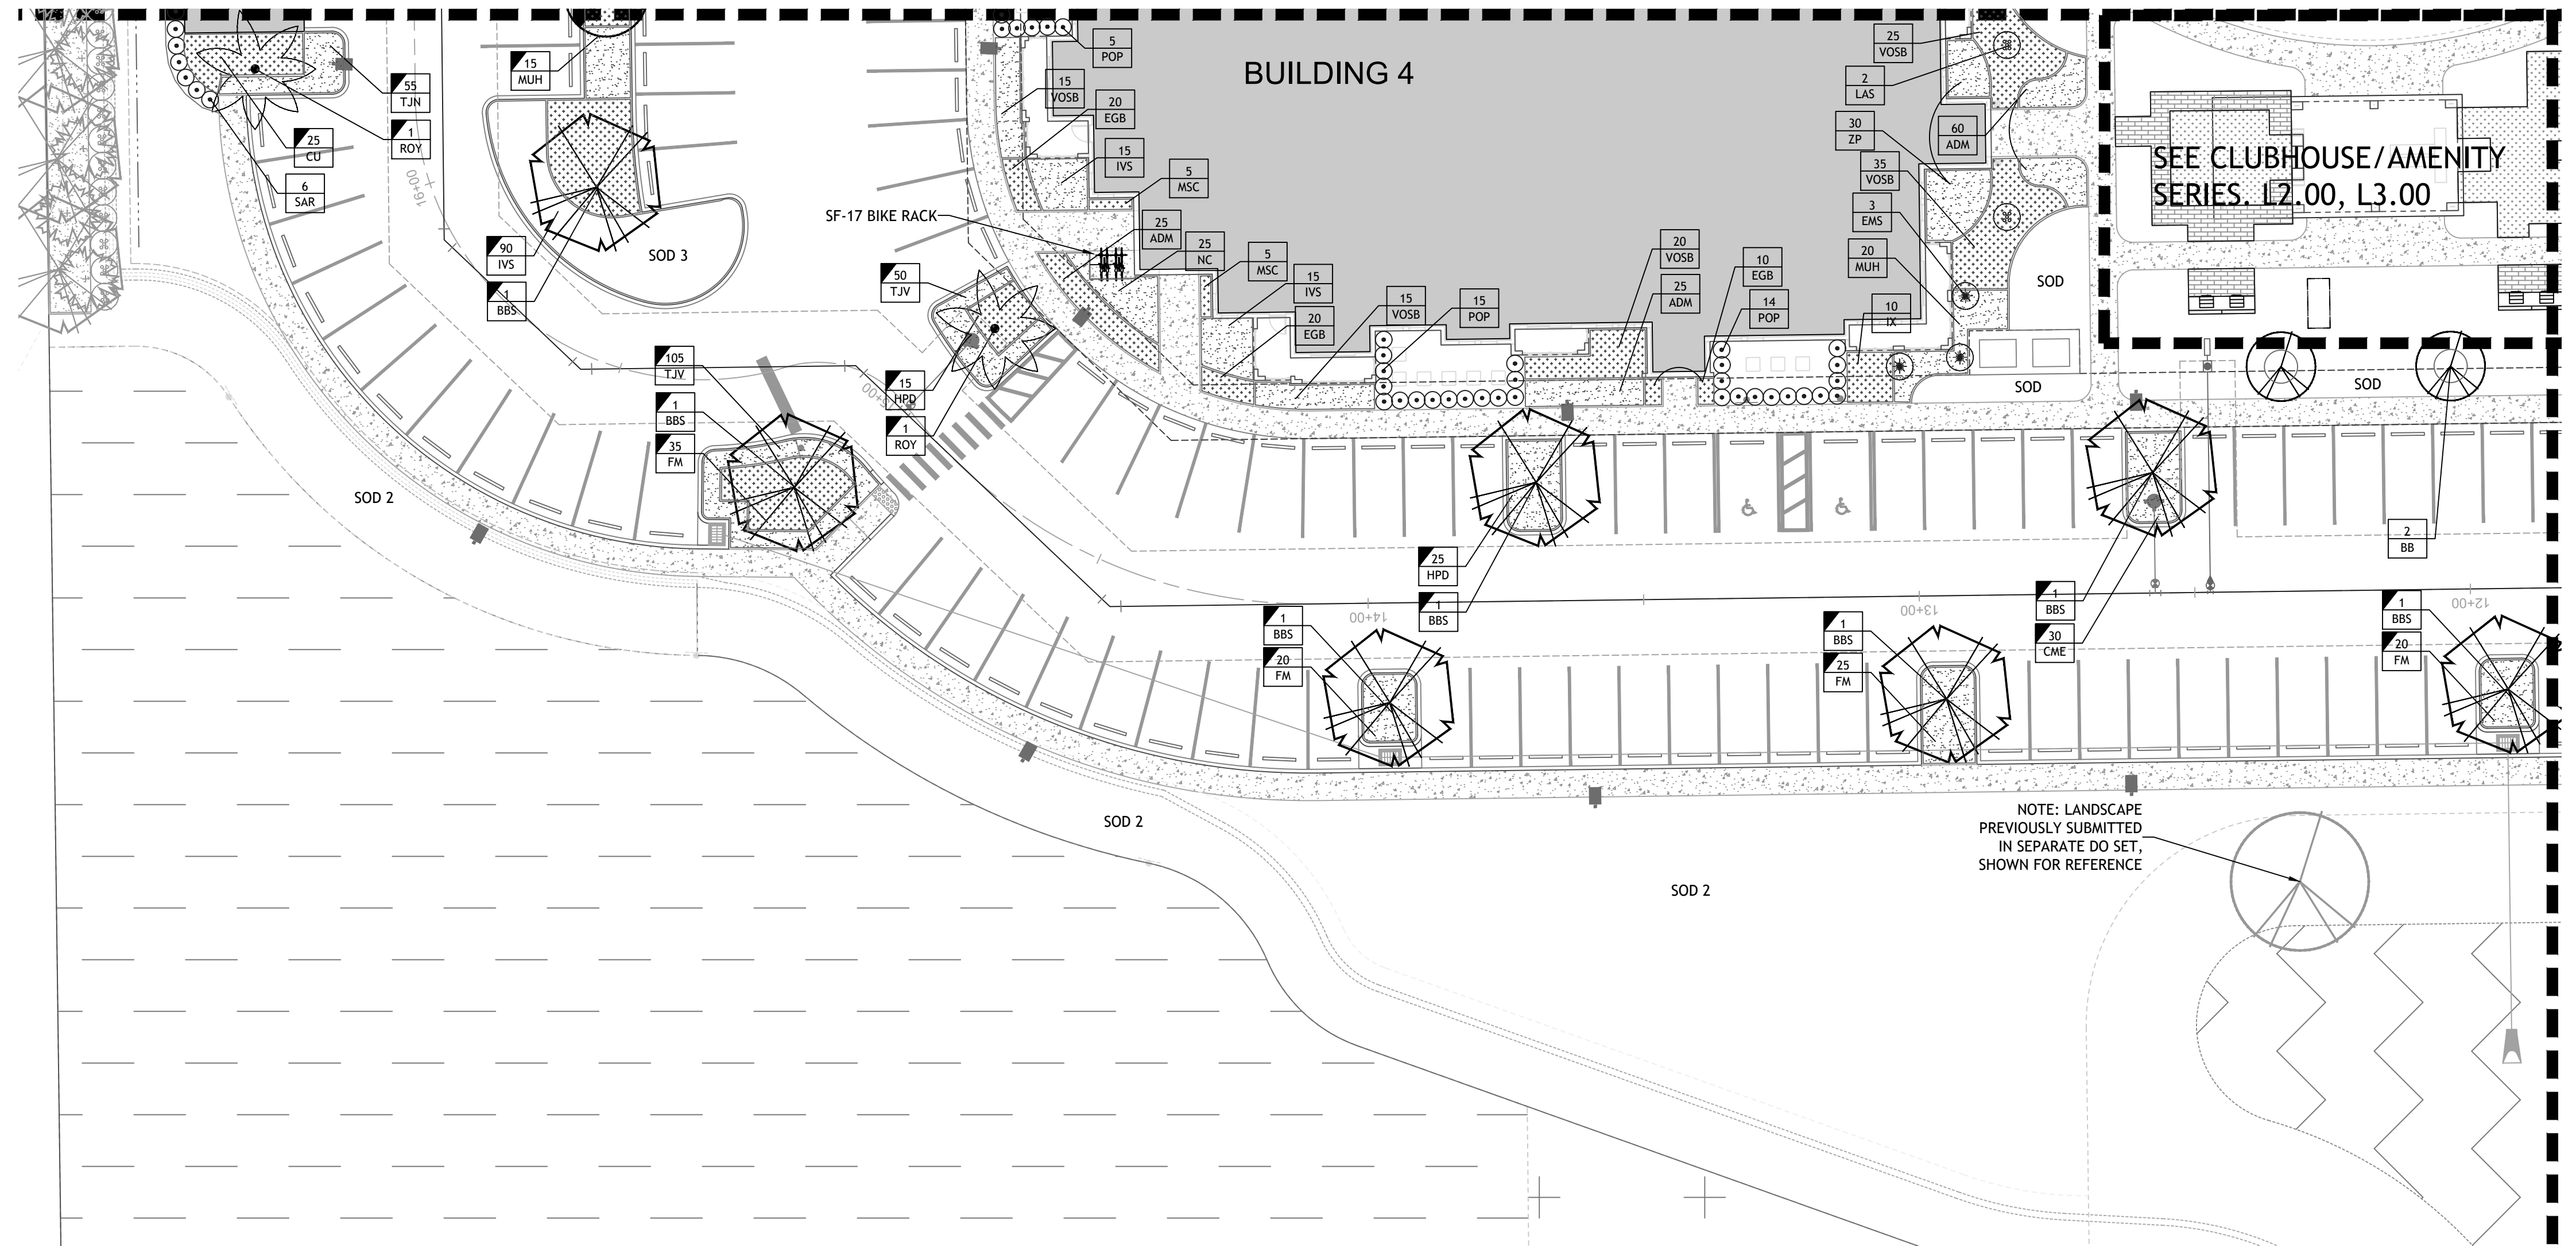 BUILDING 4
5
POP
25
VOSB
15
MUH
55
TJN
15
VOSB
2
LAS
20
EGB
1
ROY
25
CU
30
ZP
60
ADM
15
IVS
SEE CLUBHOUSE/AMENITY
SERIES. L2.00, L3.00
35
VOSB
5
MSC
6
SAR
16+00
SF-17 BIKE RACK
3
EMS
25
ADM
25
NC
90
IVS
SOD 3
5
MSC
20
VOSB
10
EGB
20
MUH
50
TJV
15
IVS
SOD
1
BBS
25
ADM
15
VOSB
15
POP
14
POP
10
IX
20
EGB
105
TJV
15
HPD
SOD
SOD
1
BBS
1
ROY
35
FM
SOD 2
2
BB
25
HPD
1
BBS
1
BBS
14+00
13+00
12+00
1
BBS
1
BBS
1
BBS
20
FM
25
FM
30
CME
20
FM
SOD 2
NOTE: LANDSCAPE
PREVIOUSLY SUBMITTED
IN SEPARATE DO SET,
SHOWN FOR REFERENCE
SOD 2